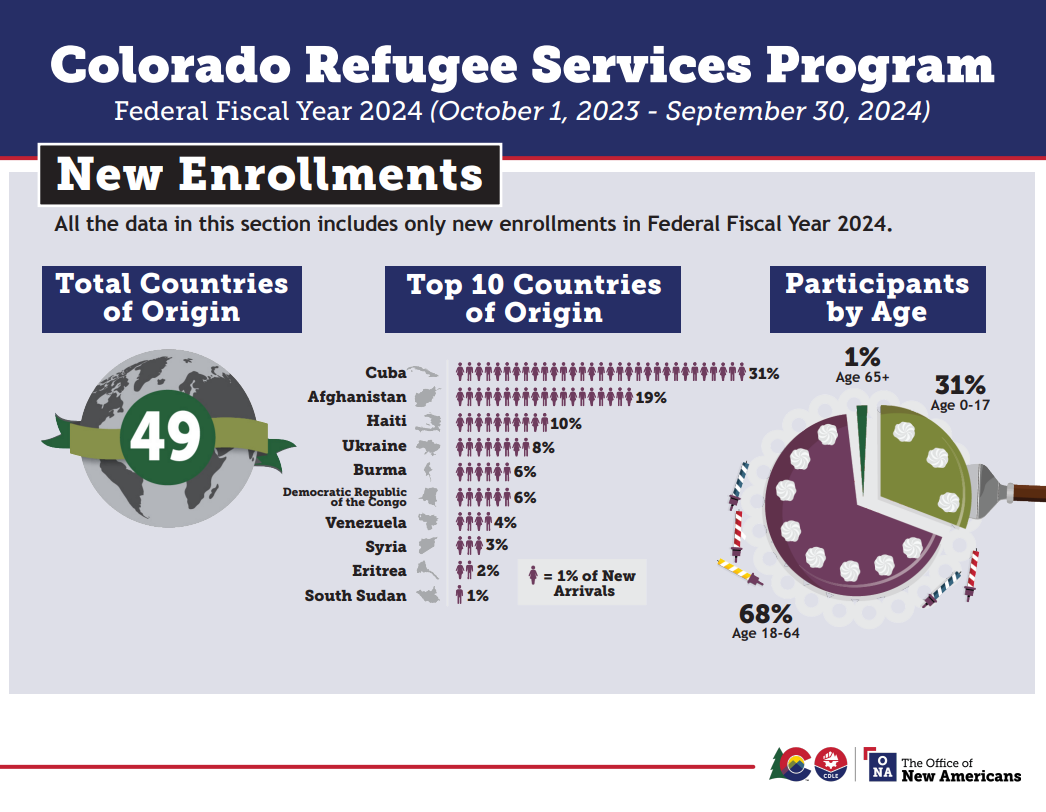 Colorado Refugee Services Program
Federal Fiscal Year 2024 (October 1, 2023 - September 30, 2024)
New Enrollments
All the data in this section includes only new enrollments in Federal Fiscal Year 2024.
Total Countries
of Origin
49
Top 10 Countries
of Origin
Cuba 31%
Afghanistan 19%
Haiti 10%
Ukraine 8%
Burma 6%
Democratic Republic
of the Congo 6%
Venezuela 4%
Syria 3%
Eritrea 2%
South Sudan 1%
= 1% of New
Arrivals
Participants
by Age
1%
Age 65+
31%
Age 0-17
68%
Age 18-64
CDLE
O
NA
The Office of
New Americans